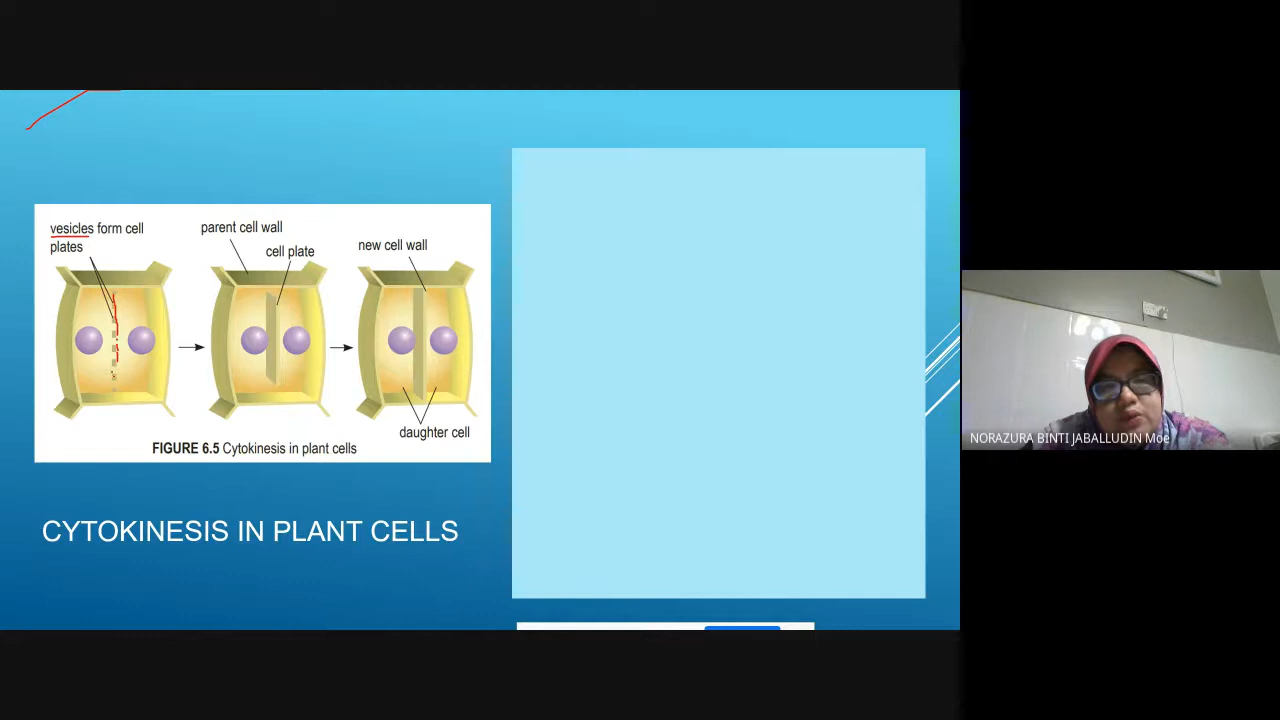 vesicles form cell
plates
parent cell wall
cell plate
new cell wall
daughter cell
FIGURE 6.5 Cytokinesis in plant cells
CYTOKINESIS IN PLANT CELLS
NORAZURA BINTI JABALLUDIN Moe